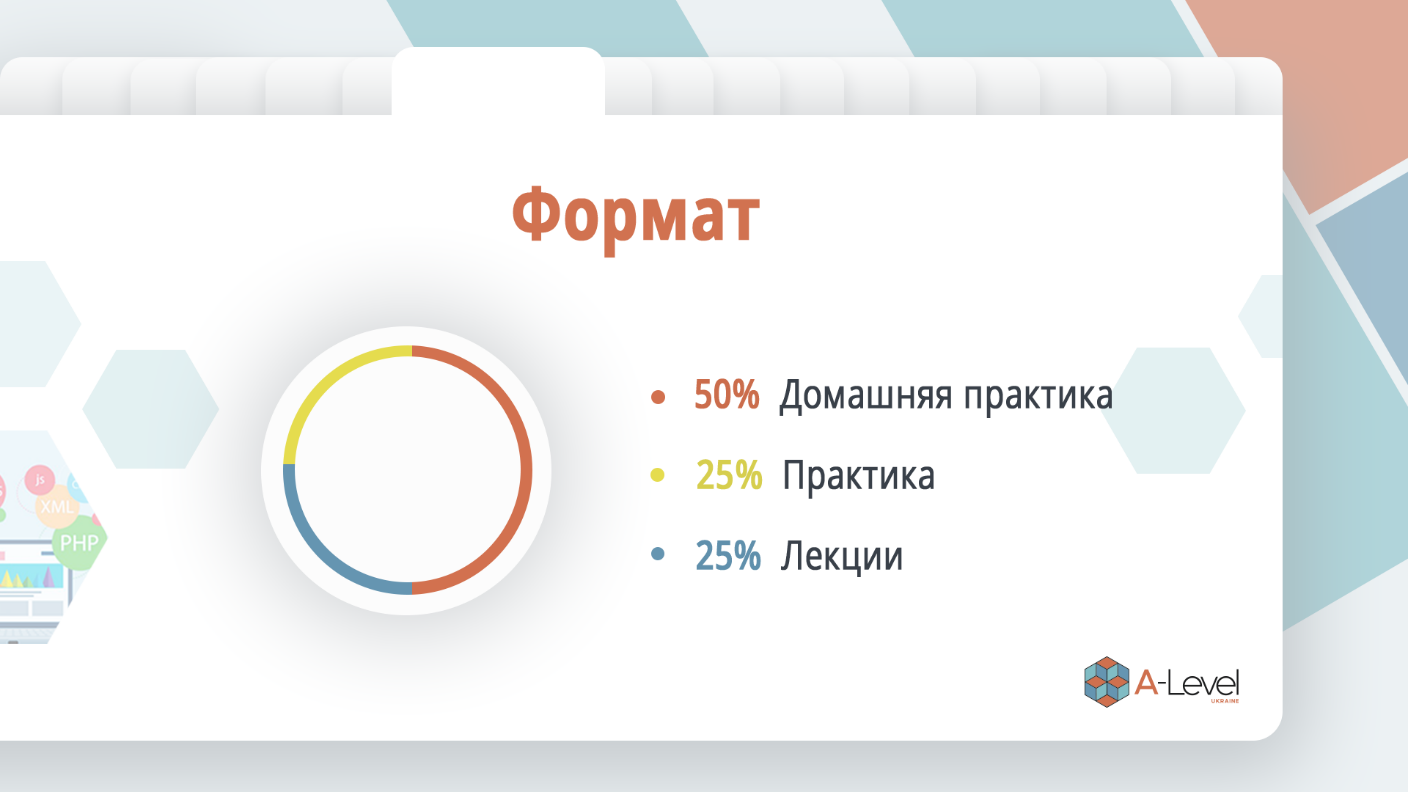 Формат
50% Домашняя практика
25% Практика
25% Лекции
js
XML
PHP
A-Level
UKRAINE